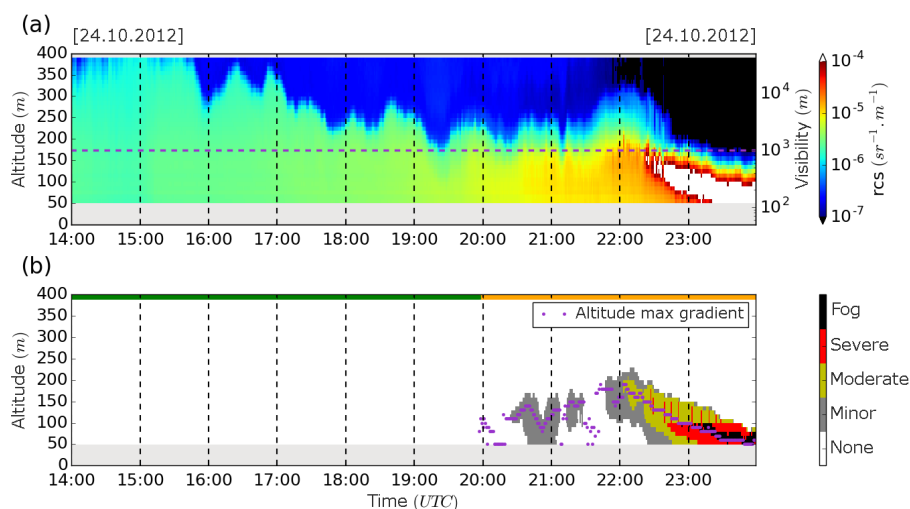 (a)
[24.10.2012] [24.10.2012]
400
350
300
250
200
150
100
50
0
Altitude (m)
14:00 15:00 16:00 17:00 18:00 19:00 20:00 21:00 22:00 23:00
10^4
10^3
10^2
Visibility (m)
10^-4
10^-5
10^-6
10^-7
rcs (sr^-1.m^-1)
(b)
400
350
300
250
200
150
100
50
0
Altitude (m)
Altitude max gradient
14:00 15:00 16:00 17:00 18:00 19:00 20:00 21:00 22:00 23:00
Time (UTC)
Fog
Severe
Moderate
Minor
None